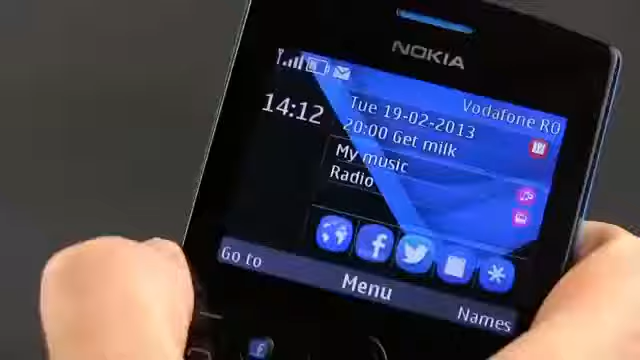 NOKIA
Vodafone RO
14:12
Tue 19-02-2013
20:00 Get milk
My music
Radio
Go to
Menu
Names